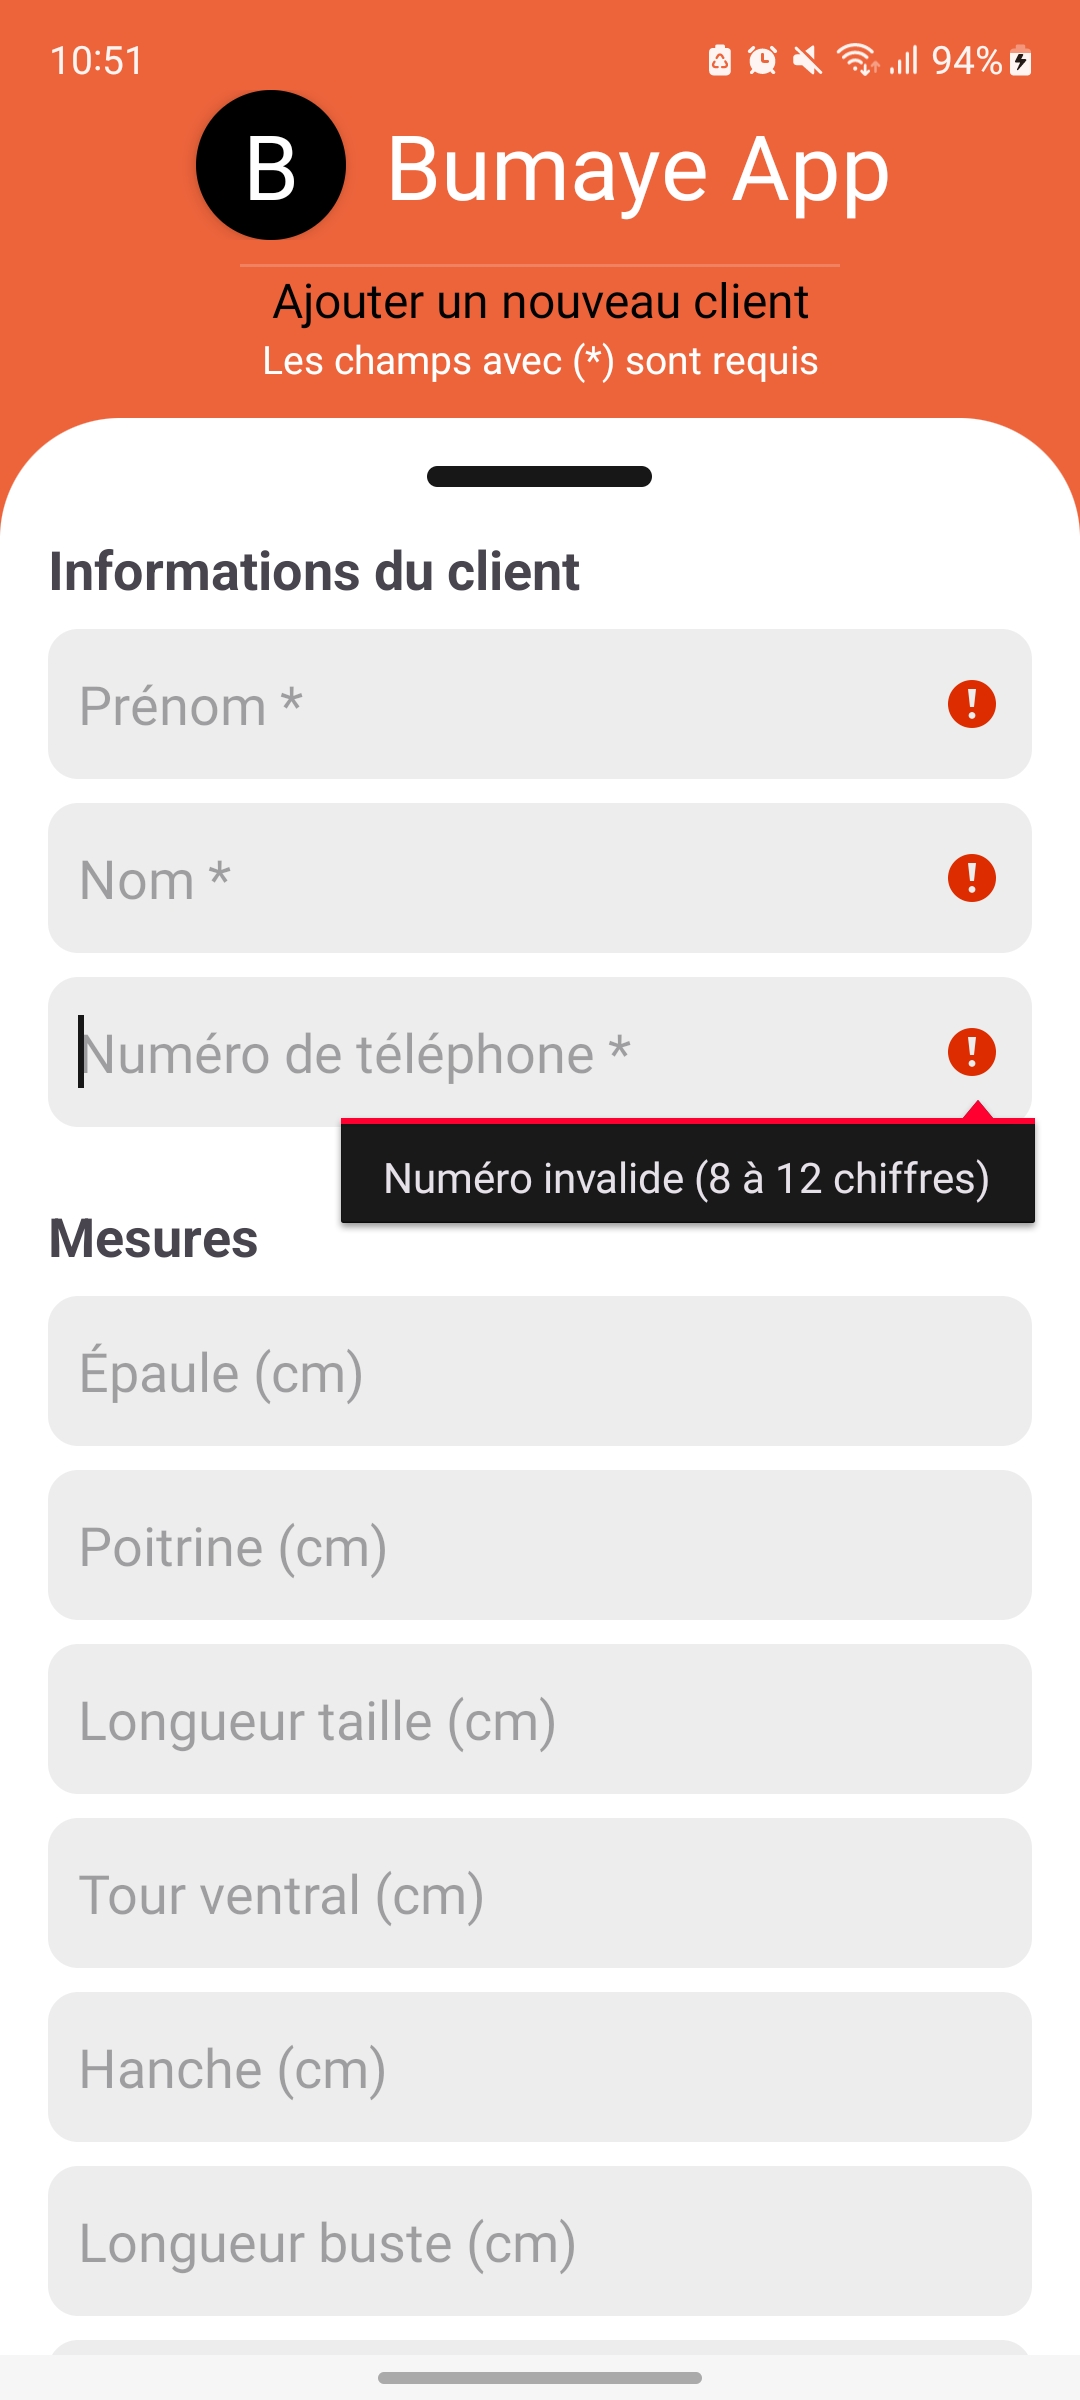 10:51
94%
B
Bumaye App
Ajouter un nouveau client
Les champs avec (*) sont requis
Informations du client
Prénom *
Nom *
Numéro de téléphone *
Numéro invalide (8 à 12 chiffres)
Mesures
Épaule (cm)
Poitrine (cm)
Longueur taille (cm)
Tour ventral (cm)
Hanche (cm)
Longueur buste (cm)